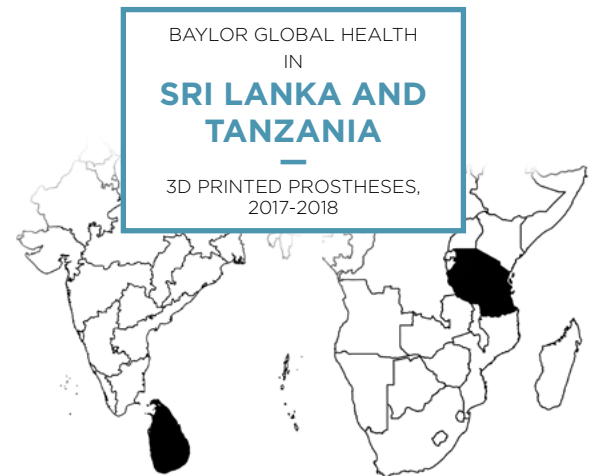 BAYLOR GLOBAL HEALTH
IN
SRI LANKA AND
TANZANIA
3D PRINTED PROSTHESES,
2017-2018